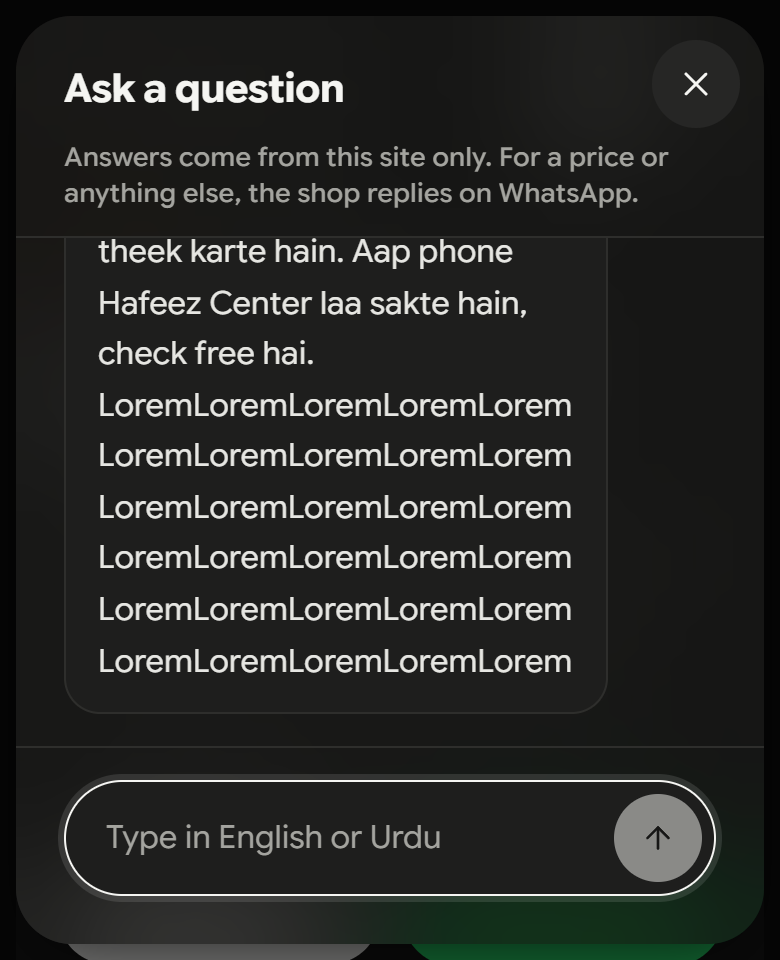 Ask a question
Answers come from this site only. For a price or
anything else, the shop replies on WhatsApp.
theek karte hain. Aap phone
Hafeez Center laa sakte hain,
check free hai.
LoremLoremLoremLoremLorem
LoremLoremLoremLoremLorem
LoremLoremLoremLoremLorem
LoremLoremLoremLoremLorem
LoremLoremLoremLoremLorem
LoremLoremLoremLoremLorem
Type in English or Urdu